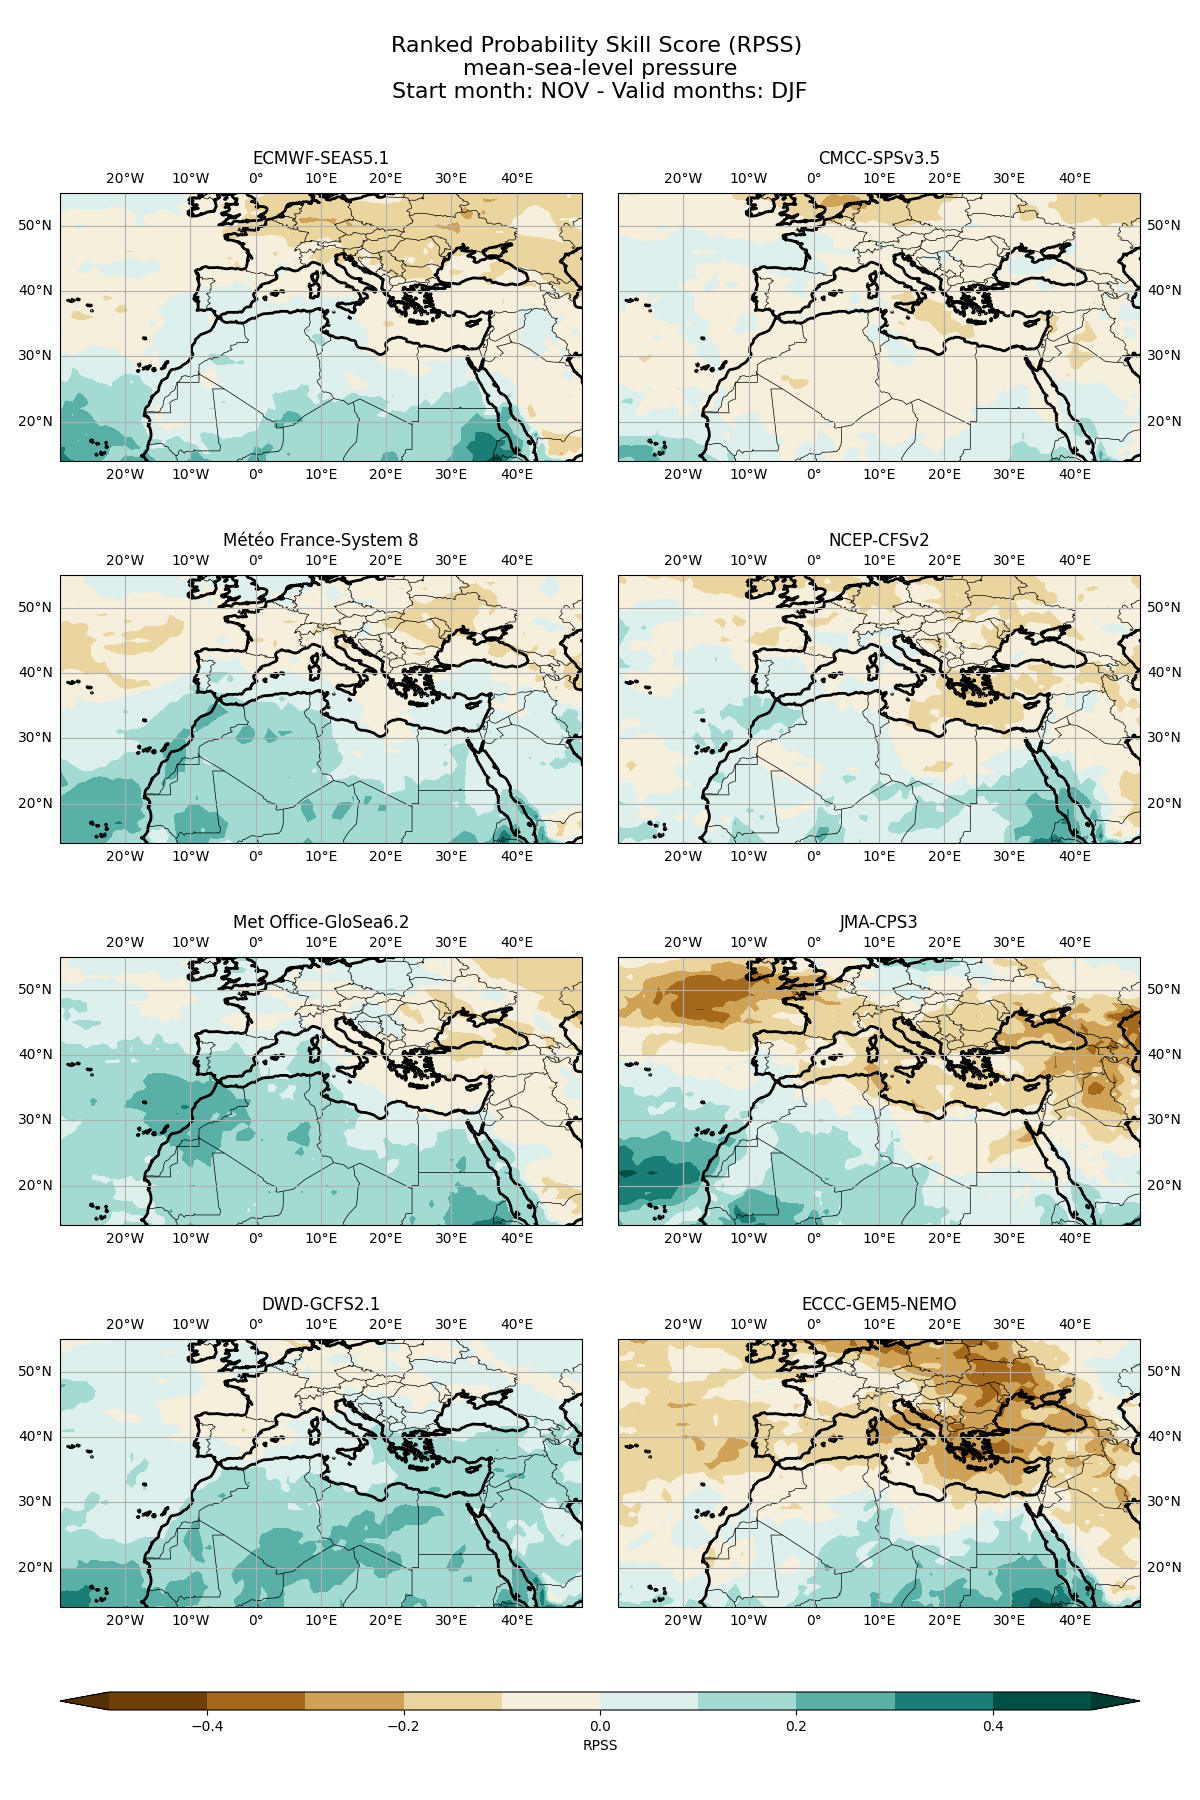 Ranked Probability Skill Score (RPSS)
mean-sea-level pressure
Start month: NOV - Valid months: DJF
ECMWF-SEAS5.1
20°W 10°W 0° 10°E 20°E 30°E 40°E
50°N
40°N
30°N
20°N
20°W 10°W 0° 10°E 20°E 30°E 40°E
CMCC-SPSv3.5
20°W 10°W 0° 10°E 20°E 30°E 40°E
50°N
40°N
30°N
20°N
20°W 10°W 0° 10°E 20°E 30°E 40°E
Météo France-System 8
20°W 10°W 0° 10°E 20°E 30°E 40°E
50°N
40°N
30°N
20°N
20°W 10°W 0° 10°E 20°E 30°E 40°E
NCEP-CFSv2
20°W 10°W 0° 10°E 20°E 30°E 40°E
50°N
40°N
30°N
20°N
20°W 10°W 0° 10°E 20°E 30°E 40°E
Met Office-GloSea6.2
20°W 10°W 0° 10°E 20°E 30°E 40°E
50°N
40°N
30°N
20°N
20°W 10°W 0° 10°E 20°E 30°E 40°E
JMA-CPS3
20°W 10°W 0° 10°E 20°E 30°E 40°E
50°N
40°N
30°N
20°N
20°W 10°W 0° 10°E 20°E 30°E 40°E
DWD-GCFS2.1
20°W 10°W 0° 10°E 20°E 30°E 40°E
50°N
40°N
30°N
20°N
20°W 10°W 0° 10°E 20°E 30°E 40°E
ECCC-GEM5-NEMO
20°W 10°W 0° 10°E 20°E 30°E 40°E
50°N
40°N
30°N
20°N
20°W 10°W 0° 10°E 20°E 30°E 40°E
−0.4 −0.2 0.0 0.2 0.4
RPSS